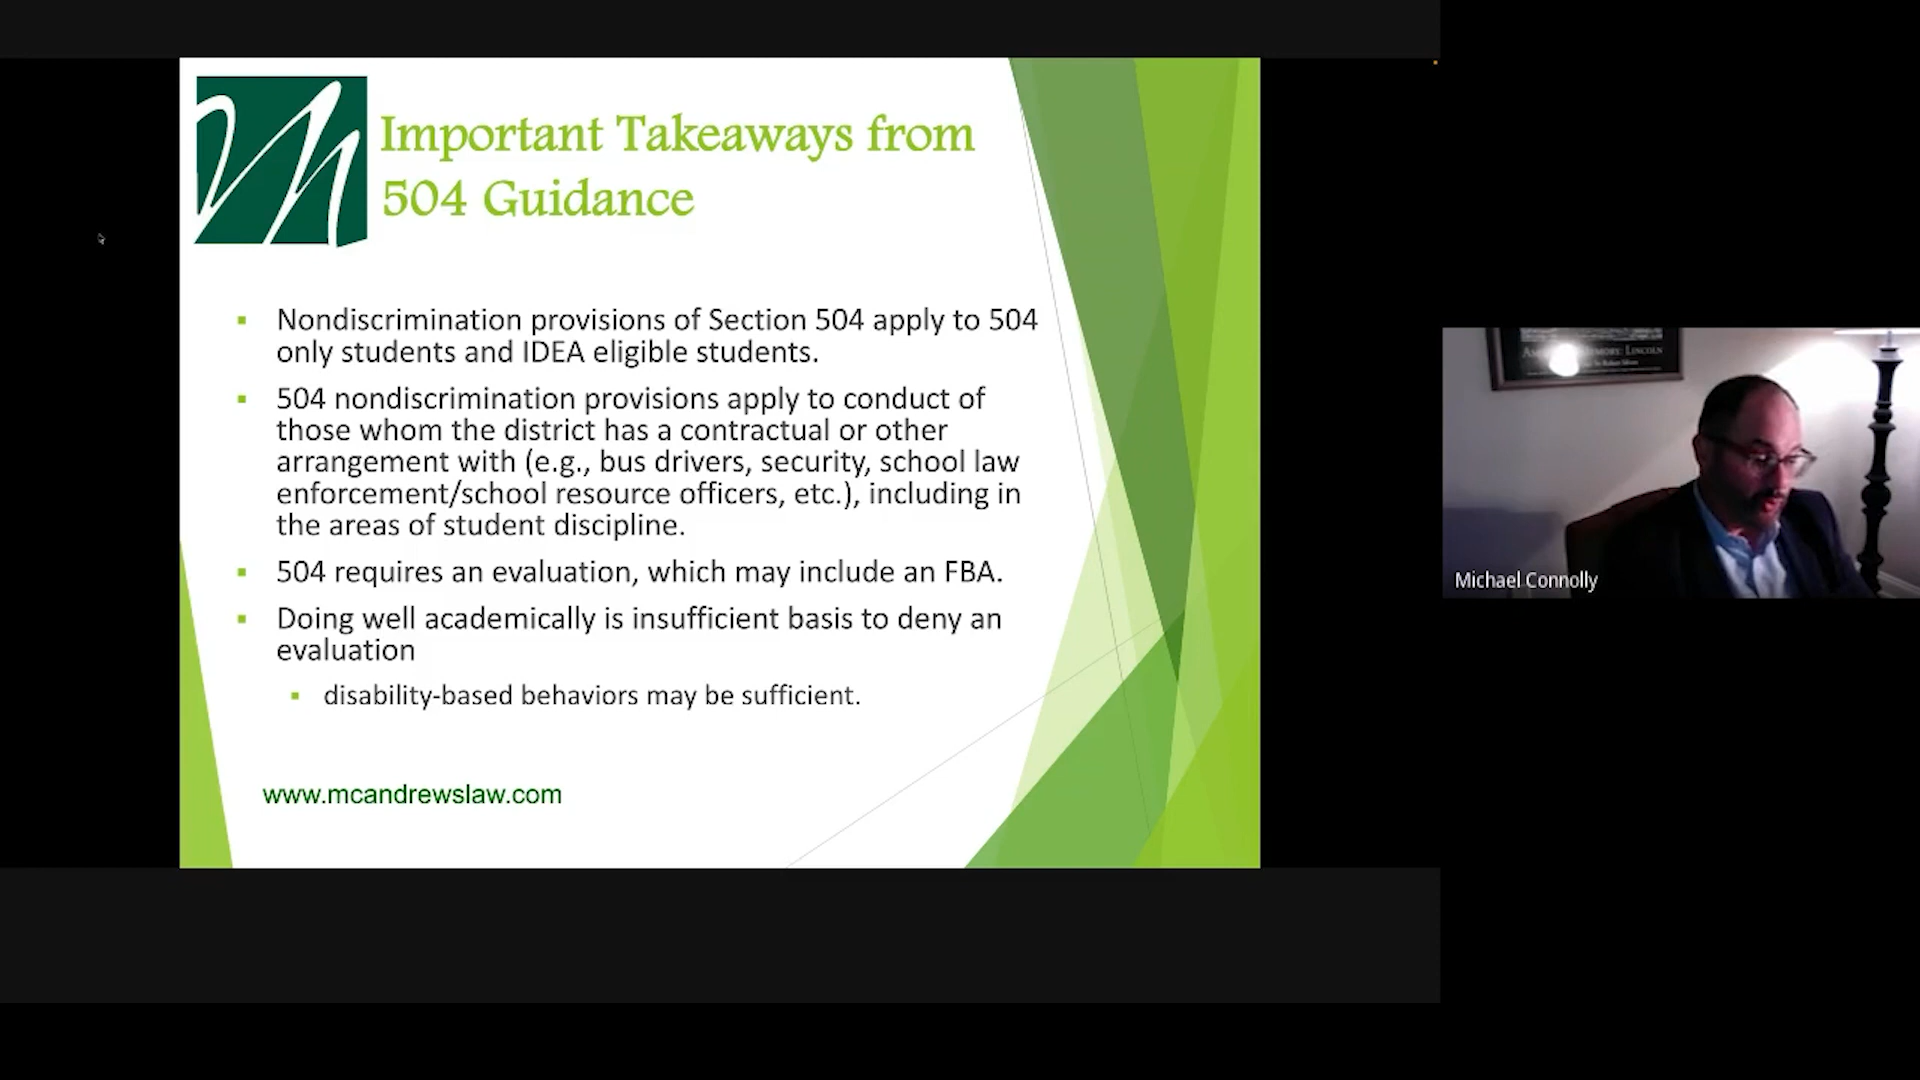 Important Takeaways from
504 Guidance
Nondiscrimination provisions of Section 504 apply to 504
only students and IDEA eligible students.
504 nondiscrimination provisions apply to conduct of
those whom the district has a contractual or other
arrangement with (e.g., bus drivers, security, school law
enforcement/school resource officers, etc.), including in
the areas of student discipline.
504 requires an evaluation, which may include an FBA.
Doing well academically is insufficient basis to deny an
evaluation
disability-based behaviors may be sufficient.
www.mcandrewslaw.com
LINCOLN
Michael Connolly